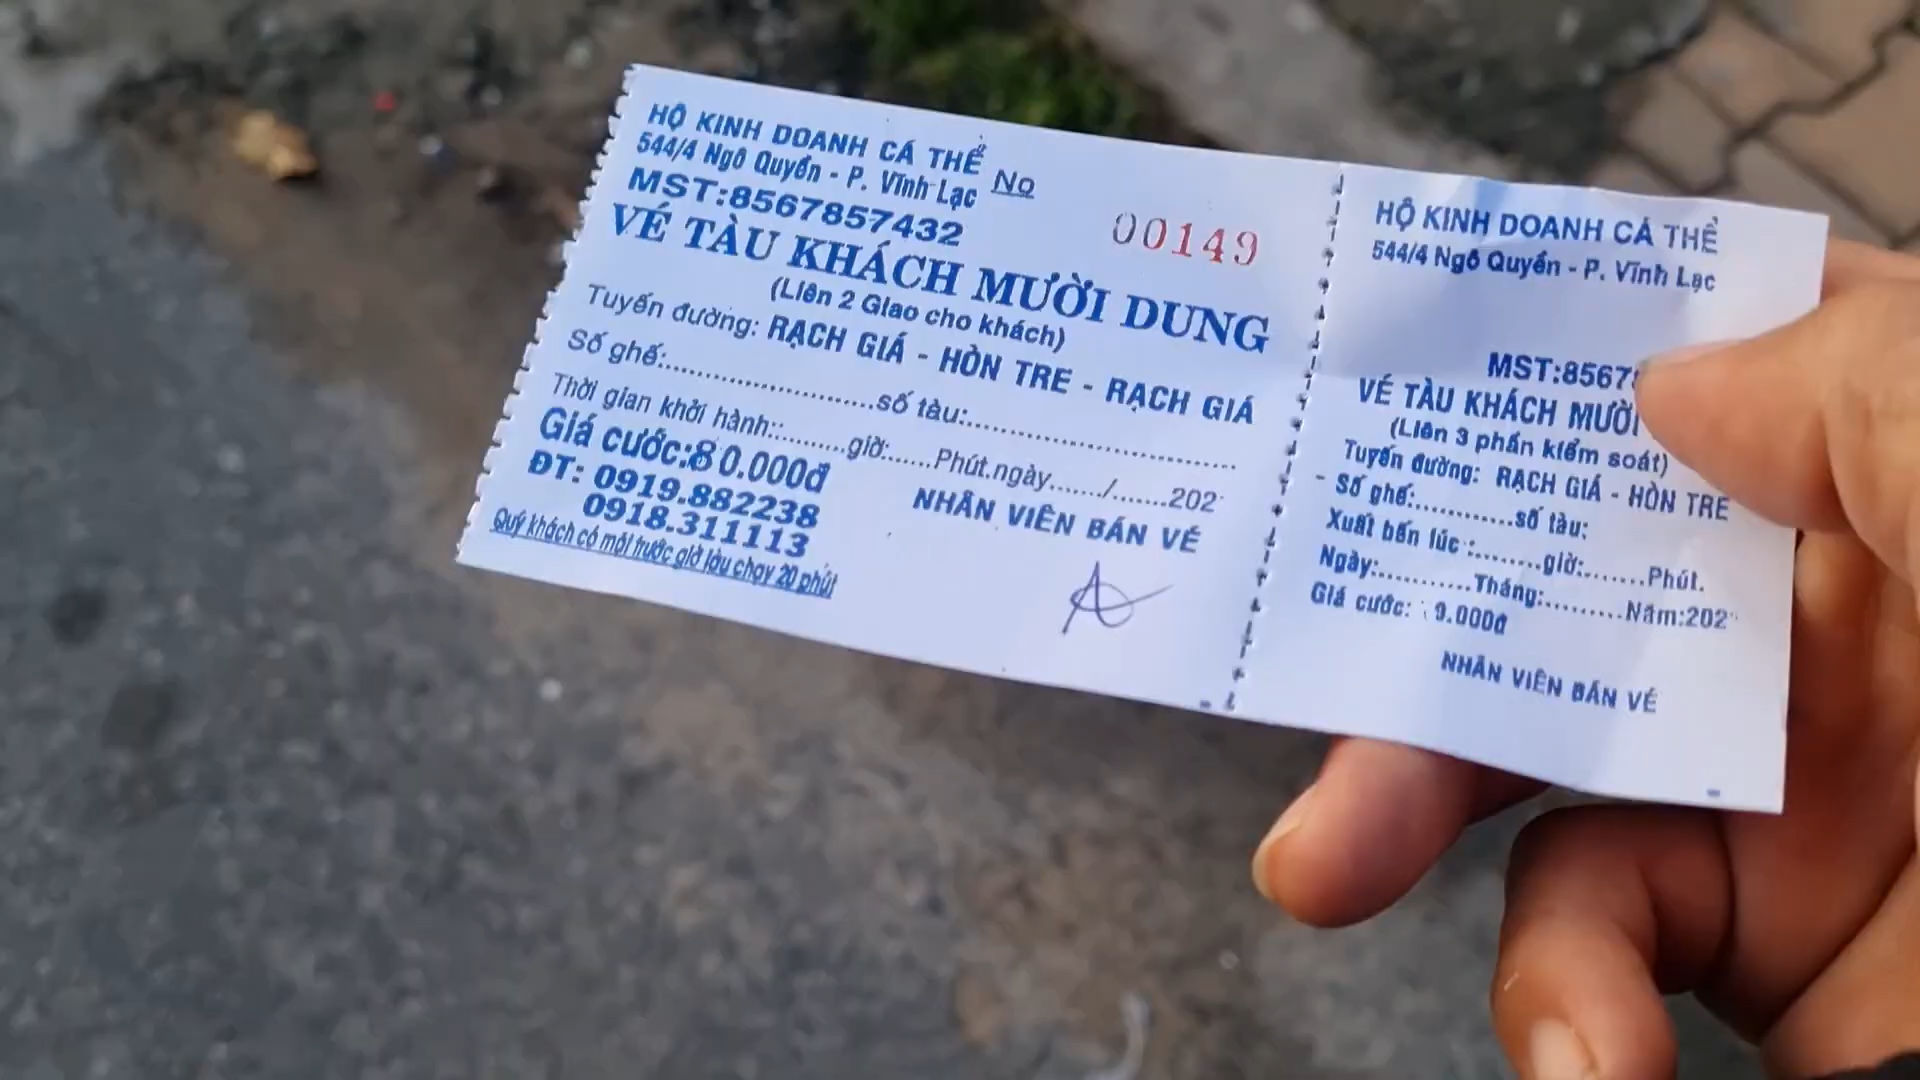 HỘ KINH DOANH CÁ THỂ
544/4 Ngô Quyền - P. Vĩnh Lạc
No
MST:8567857432
00149
VÉ TÀU KHÁCH MƯỜI DUNG
(Liên 2 Giao cho khách)
Tuyến đường: RẠCH GIÁ - HÒN TRE - RẠCH GIÁ
Số ghế:......................số tàu:............................
Thời gian khởi hành:.........giờ:......Phút.ngày......./.......202
Giá cước:80.000đ
ĐT: 0919.882238
0918.311113
Quý khách có mặt trước giờ tàu chạy 20 phút
NHÂN VIÊN BÁN VÉ
HỘ KINH DOANH CÁ THỂ
544/4 Ngô Quyền - P. Vĩnh Lạc
MST:8567
VÉ TÀU KHÁCH MƯỜI
(Liên 3 phần kiểm soát)
Tuyến đường: RẠCH GIÁ - HÒN TRE
- Số ghế:.............số tàu:
Xuất bến lúc :.......giờ:.......Phút.
Ngày:...........Tháng:.........Năm:202
Giá cước: 0.000đ
NHÂN VIÊN BÁN VÉ